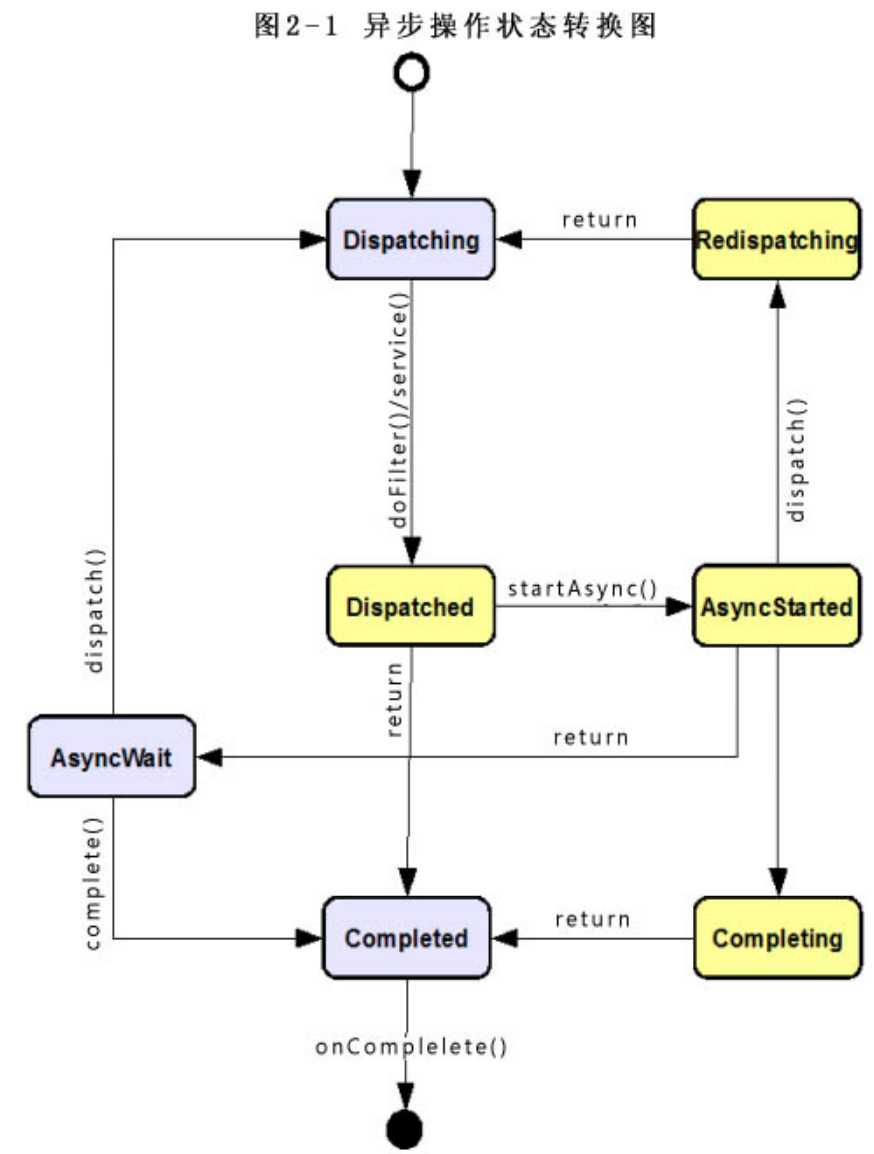 图2-1 异步操作状态转换图
Dispatching
return
Redispatching
doFilter()/service()
dispatch()
dispatch()
Dispatched
startAsync()
AsyncStarted
return
return
AsyncWait
complete()
Completed
return
Completing
onComplelete()